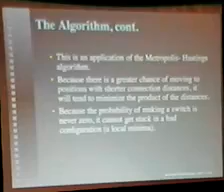 The Algorithm, cont.
This is an application of the Metropolis-Hastings
algorithm.
Because there is a greater chance of moving to
positions with shorter connection distances, it
will tend to minimize the product of the distances.
Because the probability of making a switch is
never zero, it cannot get stuck in a bad
configuration (a local minima).